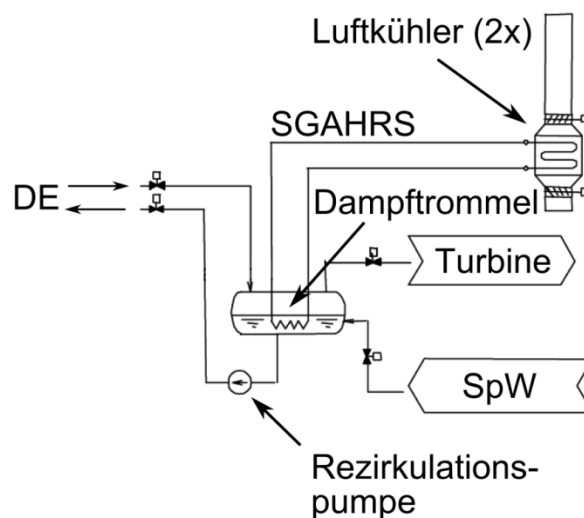 Luftkühler (2x)
SGAHRS
DE
Dampftrommel
Turbine
SpW
Rezirkulations-
pumpe